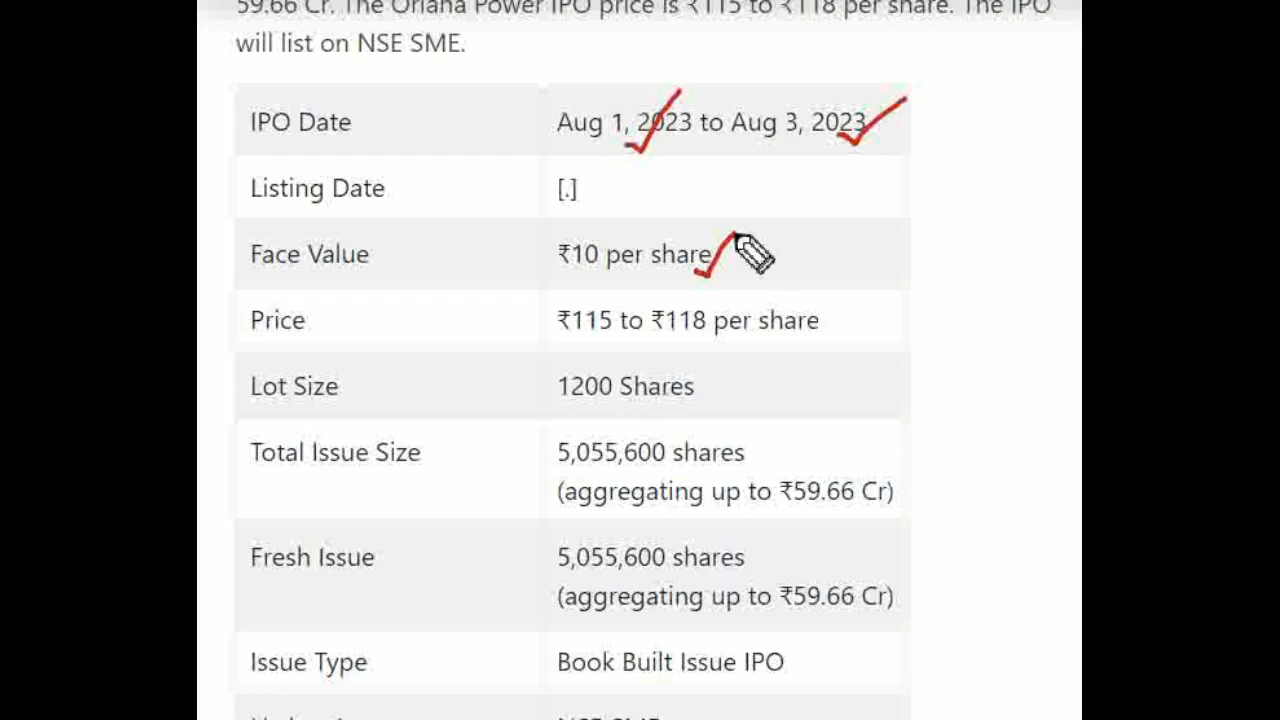 59.66 Cr. The Oriana Power IPO price is ₹115 to ₹118 per share. The IPO
will list on NSE SME.
IPO Date Aug 1, 2023 to Aug 3, 2023
Listing Date [.]
Face Value ₹10 per share
Price ₹115 to ₹118 per share
Lot Size 1200 Shares
Total Issue Size 5,055,600 shares
(aggregating up to ₹59.66 Cr)
Fresh Issue 5,055,600 shares
(aggregating up to ₹59.66 Cr)
Issue Type Book Built Issue IPO